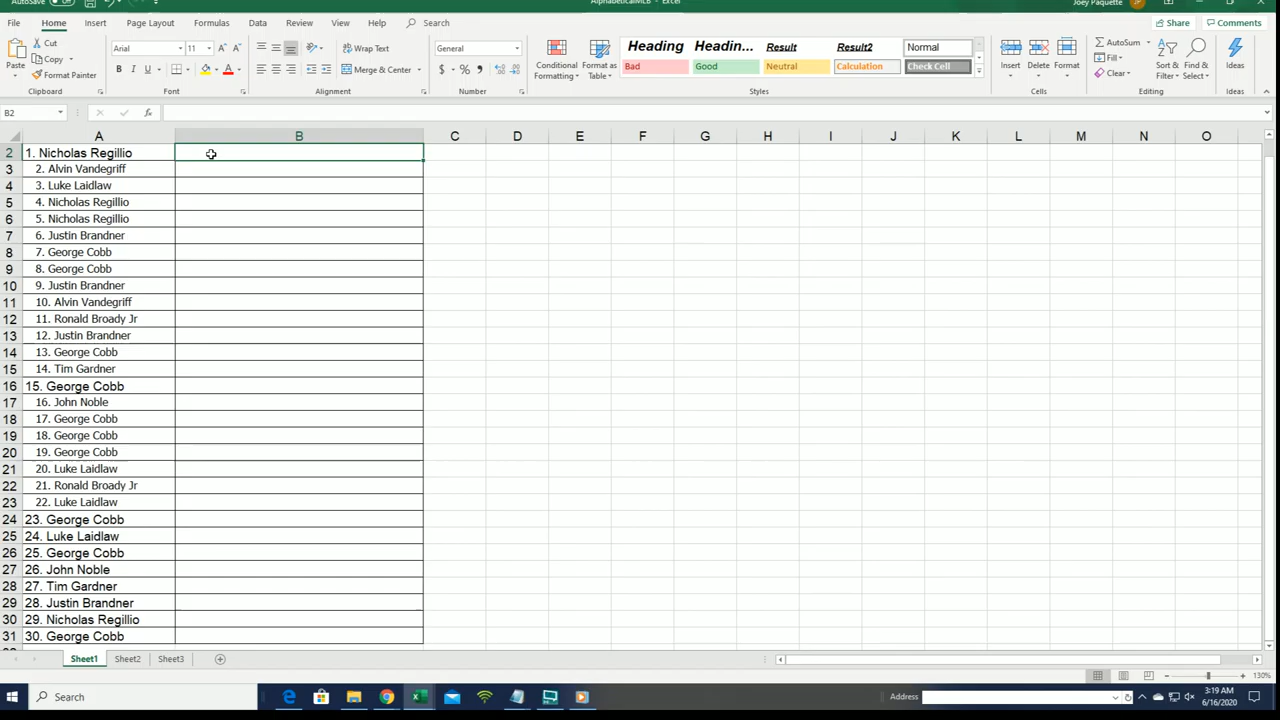 AutoSave Off
AlphabeticalMLB - Excel
Joey Paquette JP
File Home Insert Page Layout Formulas Data Review View Help Search Share Comments
Paste Cut Copy Format Painter
Arial 11 B I U A
Wrap Text Merge & Center
General $ % ,
Conditional Formatting Format as Table
Heading Headin... Result Result2 Normal
Bad Good Neutral Calculation Check Cell
Insert Delete Format
AutoSum Fill Clear Sort & Filter Find & Select Ideas
Clipboard Font Alignment Number Styles Cells Editing Ideas
B2 fx
A B C D E F G H I J K L M N O
2 1. Nicholas Regillio
3 2. Alvin Vandegriff
4 3. Luke Laidlaw
5 4. Nicholas Regillio
6 5. Nicholas Regillio
7 6. Justin Brandner
8 7. George Cobb
9 8. George Cobb
10 9. Justin Brandner
11 10. Alvin Vandegriff
12 11. Ronald Broady Jr
13 12. Justin Brandner
14 13. George Cobb
15 14. Tim Gardner
16 15. George Cobb
17 16. John Noble
18 17. George Cobb
19 18. George Cobb
20 19. George Cobb
21 20. Luke Laidlaw
22 21. Ronald Broady Jr
23 22. Luke Laidlaw
24 23. George Cobb
25 24. Luke Laidlaw
26 25. George Cobb
27 26. John Noble
28 27. Tim Gardner
29 28. Justin Brandner
30 29. Nicholas Regillio
31 30. George Cobb
Sheet1 Sheet2 Sheet3
130%
Search Address 3:19 AM
6/16/2020